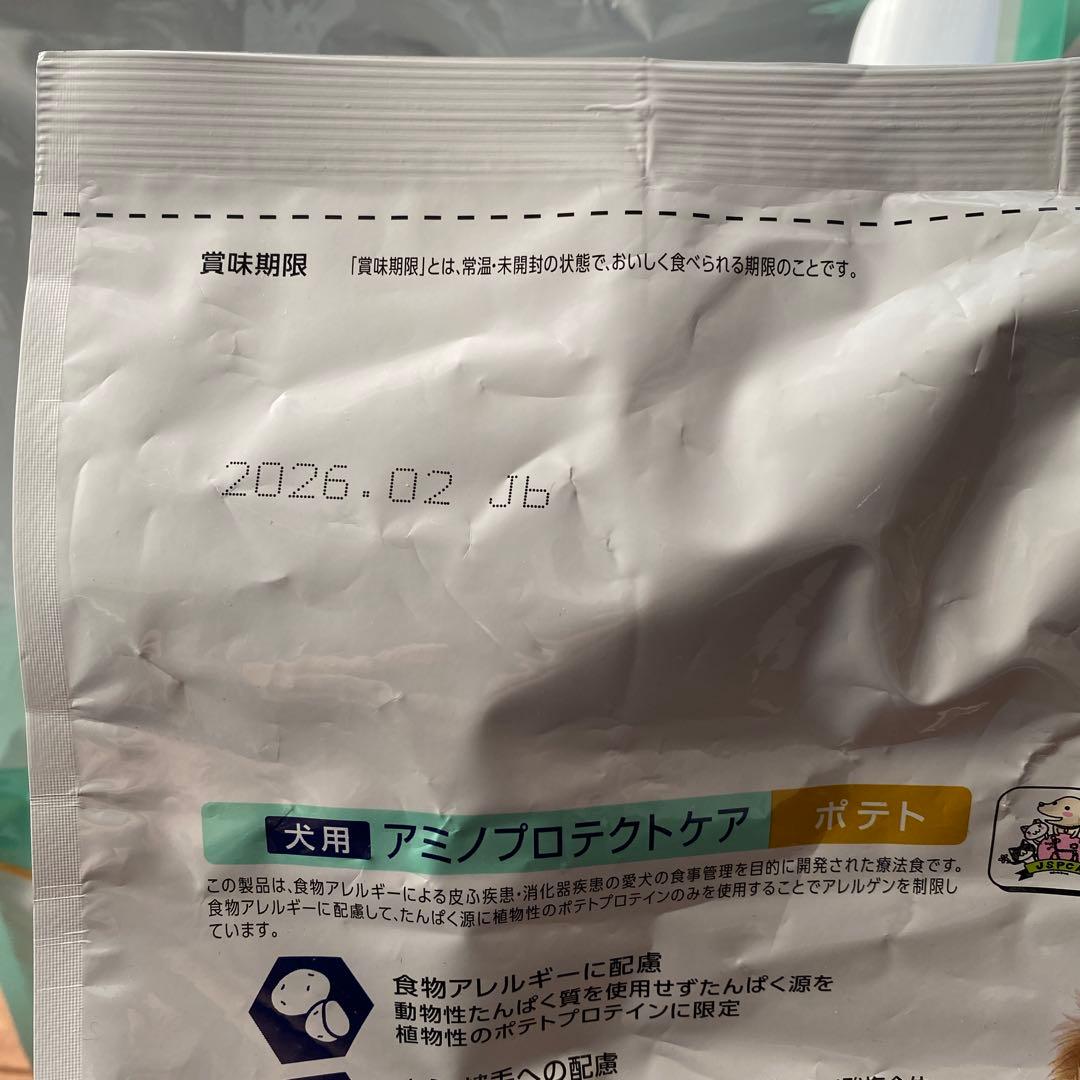 賞味期限 「賞味期限」とは、常温・未開封の状態で、おいしく食べられる期限のことです。
2026.02 Jb
犬用 アミノプロテクトケア ポテト
この製品は、食物アレルギーによる皮ふ疾患・消化器疾患の愛犬の食事管理を目的に開発された療法食です。
食物アレルギーに配慮して、たんぱく源に植物性のポテトプロテインのみを使用することでアレルゲンを制限し
ています。
JSPCA
食物アレルギーに配慮
動物性たんぱく質を使用せずたんぱく源を
植物性のポテトプロテインに限定
への配慮